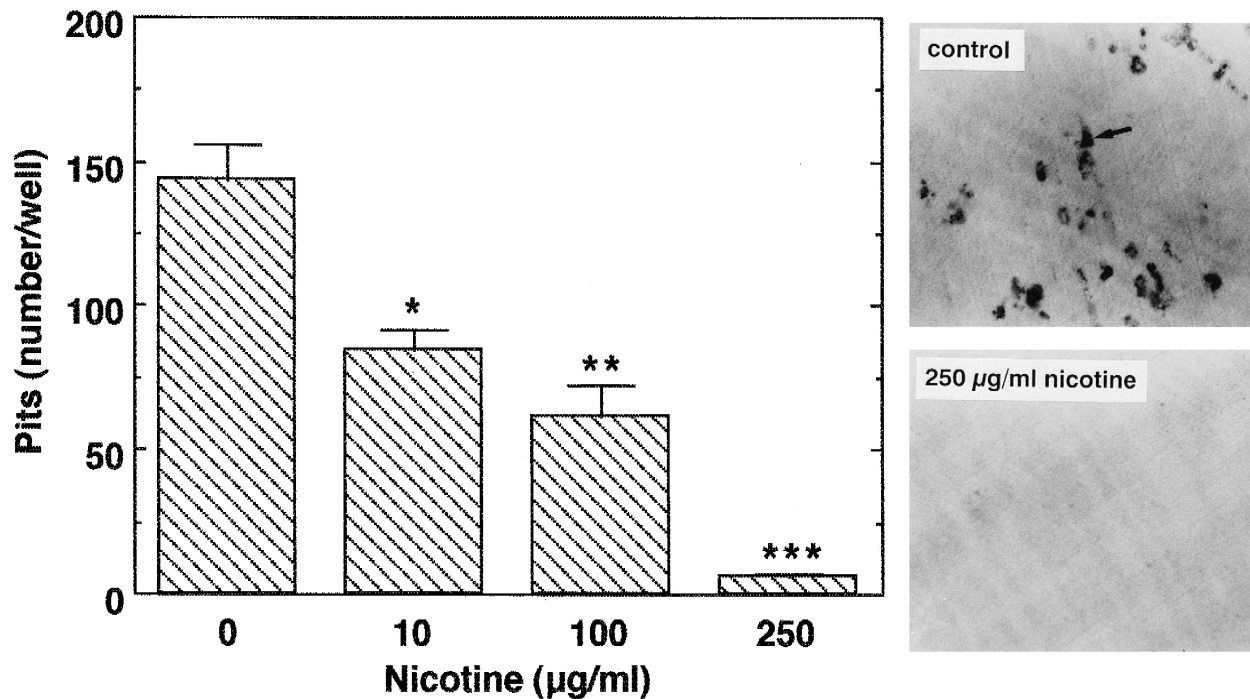 200
150
100
50
0
Pits (number/well)
*
**
***
0 10 100 250
Nicotine (µg/ml)
control
250 µg/ml nicotine